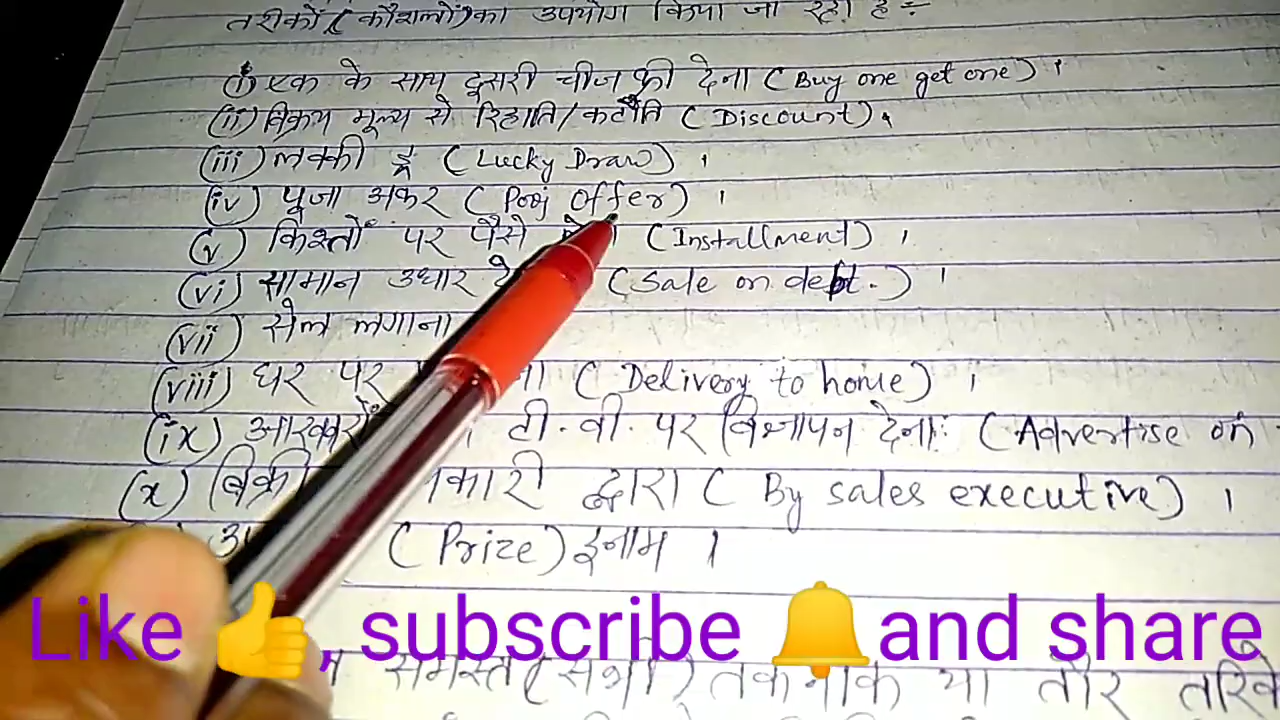 तरीकों (कौशलों) का उपयोग किया जा रहा है :-
(i) एक के साथ दूसरी चीज फ्री देना (Buy one get one) ।
(ii) विक्रय मूल्य से रिहाति/कटौति (Discount) ।
(iii) लक्की ड्र (Lucky Draw) ।
(iv) पूजा अफर (Pooj Offer) ।
(v) किश्तों पर पैसे (Installment) ।
(vi) सामान उधार (Sale on debt.) ।
(vii) सेल लगाना
(viii) घर पर (Delivery to home) ।
(ix) आखबरों टी.वी. पर विज्ञापन देना: (Advertise on
(x) बिक्री द्वारा ( By sales executive) ।
(Prize) इनाम ।
Like 👍 subscribe 🔔 and share
समस्त (सभी) तकनीक या तौर तरिके